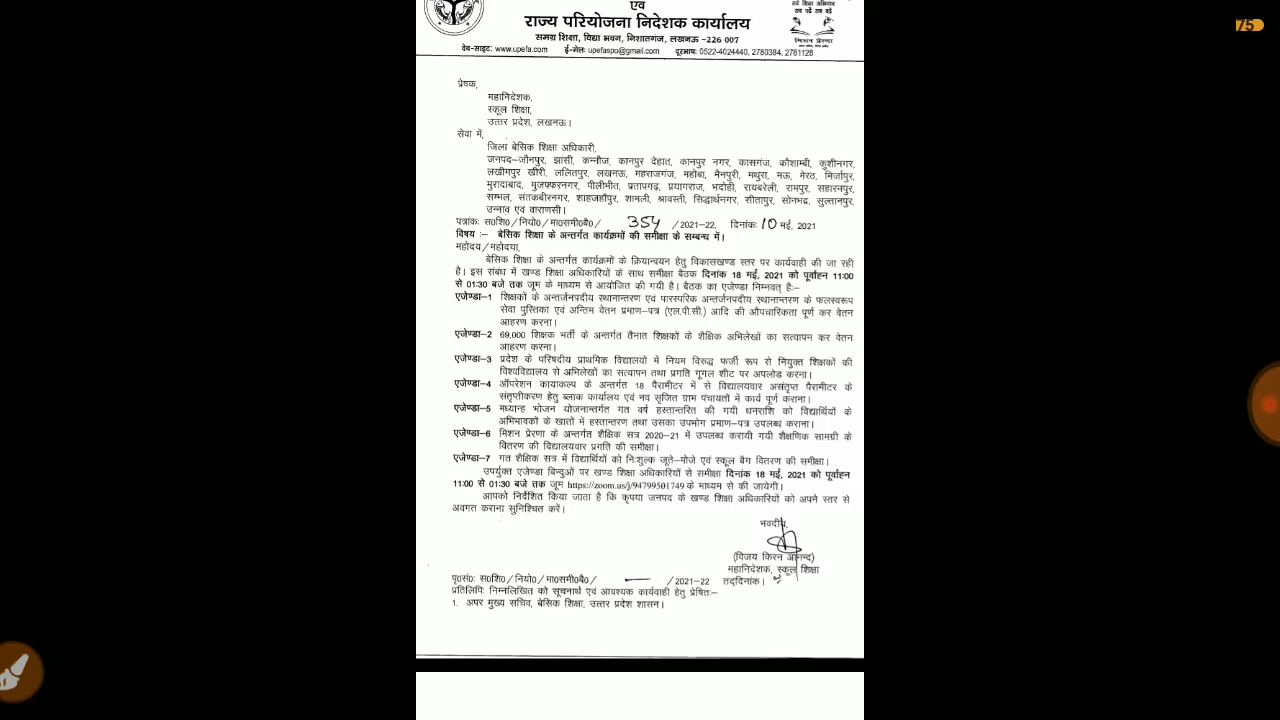 75
एवं
राज्य परियोजना निदेशक कार्यालय
समग्र शिक्षा, विद्या भवन, निशातगंज, लखनऊ -226 007
वेब-साइट: www.upefa.com ई-मेल: upefaspo@gmail.com दूरभाष: 0522-4024440, 2780384, 2781128
सर्व शिक्षा अभियान
सब पढ़ें सब बढ़ें
मिशन प्रेरणा
प्रेषक,
महानिदेशक,
स्कूल शिक्षा,
उत्तर प्रदेश, लखनऊ।
सेवा में,
जिला बेसिक शिक्षा अधिकारी,
जनपद-जौनपुर, झांसी, कन्नौज, कानपुर देहात, कानपुर नगर, कासगंज, कौशाम्बी, कुशीनगर,
लखीमपुर खीरी, ललितपुर, लखनऊ, महराजगंज, महोबा, मैनपुरी, मथुरा, मऊ, मेरठ, मिर्जापुर,
मुरादाबाद, मुजफ्फरनगर, पीलीभीत, प्रतापगढ़, प्रयागराज, भदोही, रायबरेली, रामपुर, सहारनपुर,
सम्भल, संतकबीरनगर, शाहजहाँपुर, शामली, श्रावस्ती, सिद्धार्थनगर, सीतापुर, सोनभद्र, सुल्तानपुर,
उन्नाव एवं वाराणसी।
पत्रांक: स0शि0/नियो0/मा0समी0बै0/ 354 /2021-22, दिनांक: 10 मई, 2021
विषय :- बेसिक शिक्षा के अन्तर्गत कार्यक्रमों की समीक्षा के सम्बन्ध में।
महोदय/महोदया,
बेसिक शिक्षा के अन्तर्गत कार्यक्रमों के क्रियान्वयन हेतु विकासखण्ड स्तर पर कार्यवाही की जा रही
है। इस संबंध में खण्ड शिक्षा अधिकारियों के साथ समीक्षा बैठक दिनांक 18 मई, 2021 को पूर्वाहन 11:00
से 01:30 बजे तक जूम के माध्यम से आयोजित की गयी है। बैठक का एजेण्डा निम्नवत् है:-
एजेण्डा-1 शिक्षकों के अन्तर्जनपदीय स्थानान्तरण एवं पारस्परिक अन्तर्जनपदीय स्थानान्तरण के फलस्वरूप
सेवा पुस्तिका एवं अन्तिम वेतन प्रमाण-पत्र (एल.पी.सी.) आदि की औपचारिकता पूर्ण कर वेतन
आहरण करना।
एजेण्डा-2 69,000 शिक्षक भर्ती के अन्तर्गत तैनात शिक्षकों के शैक्षिक अभिलेखों का सत्यापन कर वेतन
आहरण करना।
एजेण्डा-3 प्रदेश के परिषदीय प्राथमिक विद्यालयों में नियम विरुद्ध फर्जी रूप से नियुक्त शिक्षकों की
विश्वविद्यालय से अभिलेखों का सत्यापन तथा प्रगति गूगल शीट पर अपलोड करना।
एजेण्डा-4 ऑपरेशन कायाकल्प के अन्तर्गत 18 पैरामीटर में से विद्यालयवार असंतृप्त पैरामीटर के
संतृप्तीकरण हेतु ब्लाक कार्यालय एवं नव सृजित ग्राम पंचायतों में कार्य पूर्ण कराना।
एजेण्डा-5 मध्यान्ह भोजन योजनान्तर्गत गत वर्ष हस्तान्तरित की गयी धनराशि को विद्यार्थियों के
अभिभावकों के खातों में हस्तान्तरण तथा उसका उपभोग प्रमाण-पत्र उपलब्ध कराना।
एजेण्डा-6 मिशन प्रेरणा के अन्तर्गत शैक्षिक सत्र 2020-21 में उपलब्ध करायी गयी शैक्षणिक सामग्री के
वितरण की विद्यालयवार प्रगति की समीक्षा।
एजेण्डा-7 गत शैक्षिक सत्र में विद्यार्थियों को निःशुल्क जूते-मोजे एवं स्कूल बैग वितरण की समीक्षा।
उपर्युक्त एजेण्डा बिन्दुओं पर खण्ड शिक्षा अधिकारियों से समीक्षा दिनांक 18 मई, 2021 को पूर्वाहन
11:00 से 01:30 बजे तक जूम https://zoom.us/j/94799501749 के माध्यम से की जायेगी।
आपको निर्देशित किया जाता है कि कृपया जनपद के खण्ड शिक्षा अधिकारियों को अपने स्तर से
अवगत कराना सुनिश्चित करें।
भवदीय,
(विजय किरन आनन्द)
महानिदेशक, स्कूल शिक्षा
पृ0सं0: स0शि0/नियो0/मा0समी0बै0/ /2021-22 तद्दिनांक।
प्रतिलिपि: निम्नलिखित को सूचनार्थ एवं आवश्यक कार्यवाही हेतु प्रेषित:-
1. अपर मुख्य सचिव, बेसिक शिक्षा, उत्तर प्रदेश शासन।